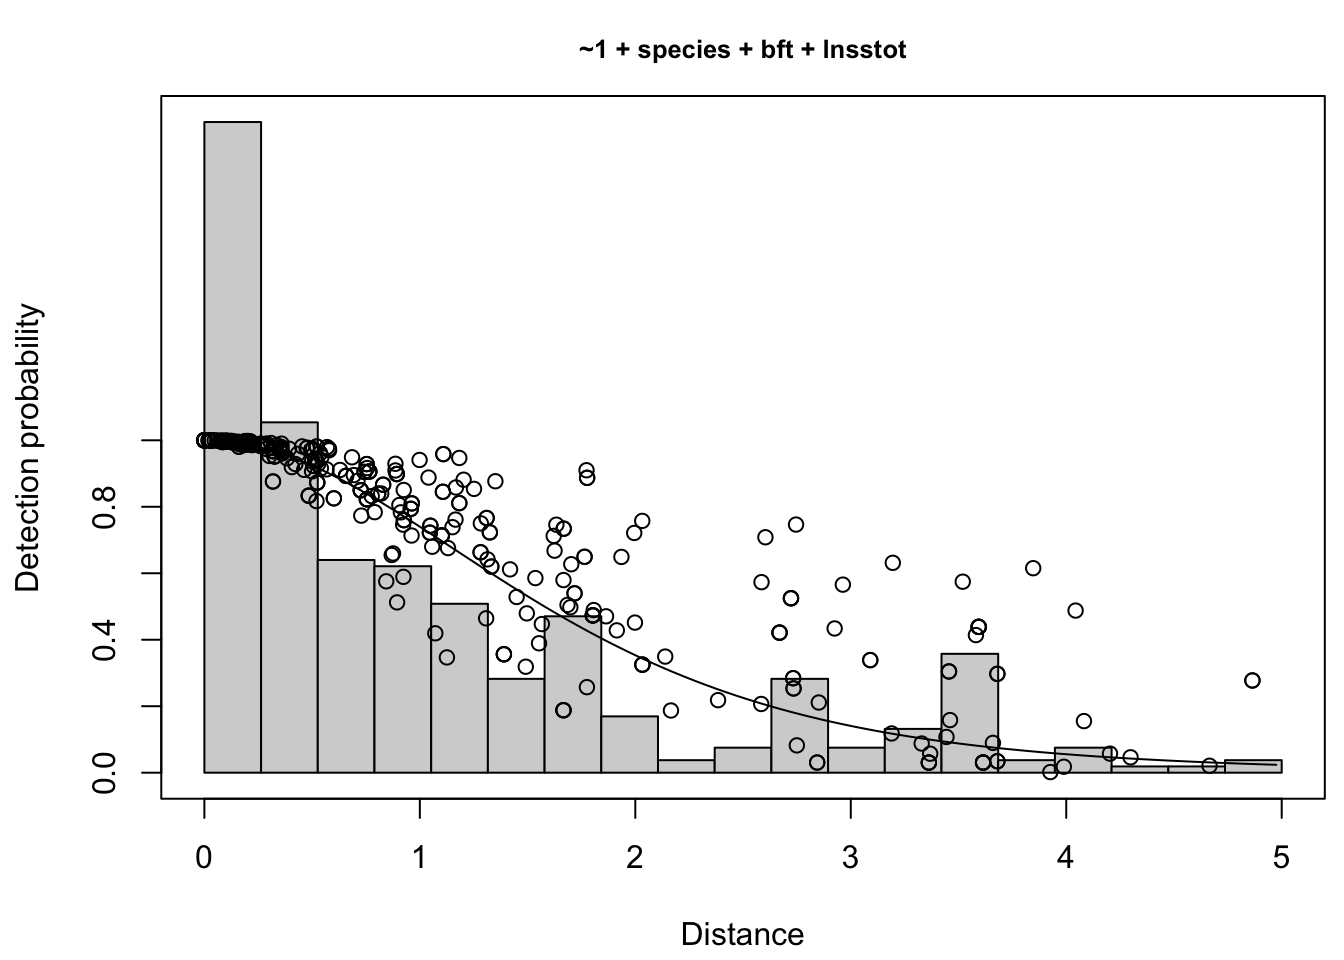 ~1 + species + bft + lnsstot
Detection probability
0.8
0.4
0.0
0 1 2 3 4 5
Distance